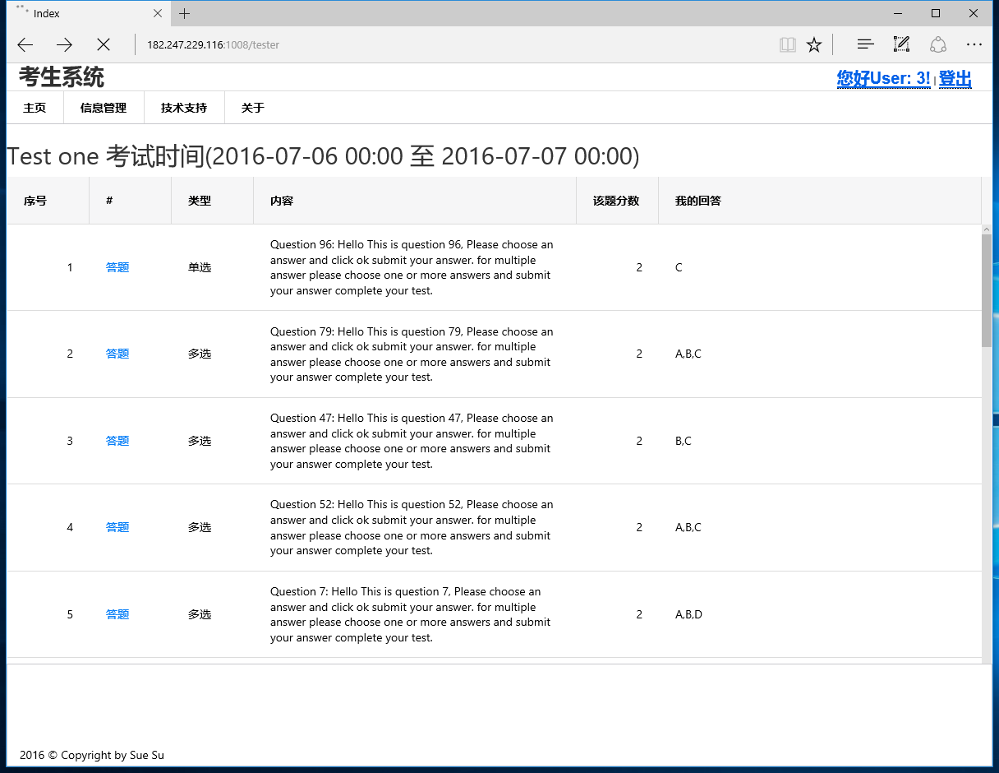 Index
182.247.229.116:1008/tester
考生系统
您好User: 3! | 登出
主页 信息管理 技术支持 关于
Test one 考试时间(2016-07-06 00:00 至 2016-07-07 00:00)
序号 # 类型 内容 该题分数 我的回答
Question 96: Hello This is question 96, Please choose an
answer and click ok submit your answer. for multiple
1 答题 单选 2 C
answer please choose one or more answers and submit
your answer complete your test.
Question 79: Hello This is question 79, Please choose an
answer and click ok submit your answer. for multiple
2 答题 多选 2 A,B,C
answer please choose one or more answers and submit
your answer complete your test.
Question 47: Hello This is question 47, Please choose an
answer and click ok submit your answer. for multiple
3 答题 多选 2 B,C
answer please choose one or more answers and submit
your answer complete your test.
Question 52: Hello This is question 52, Please choose an
answer and click ok submit your answer. for multiple
4 答题 多选 2 A,B,C
answer please choose one or more answers and submit
your answer complete your test.
Question 7: Hello This is question 7, Please choose an
answer and click ok submit your answer. for multiple
5 答题 多选 2 A,B,D
answer please choose one or more answers and submit
your answer complete your test.
2016 © Copyright by Sue Su